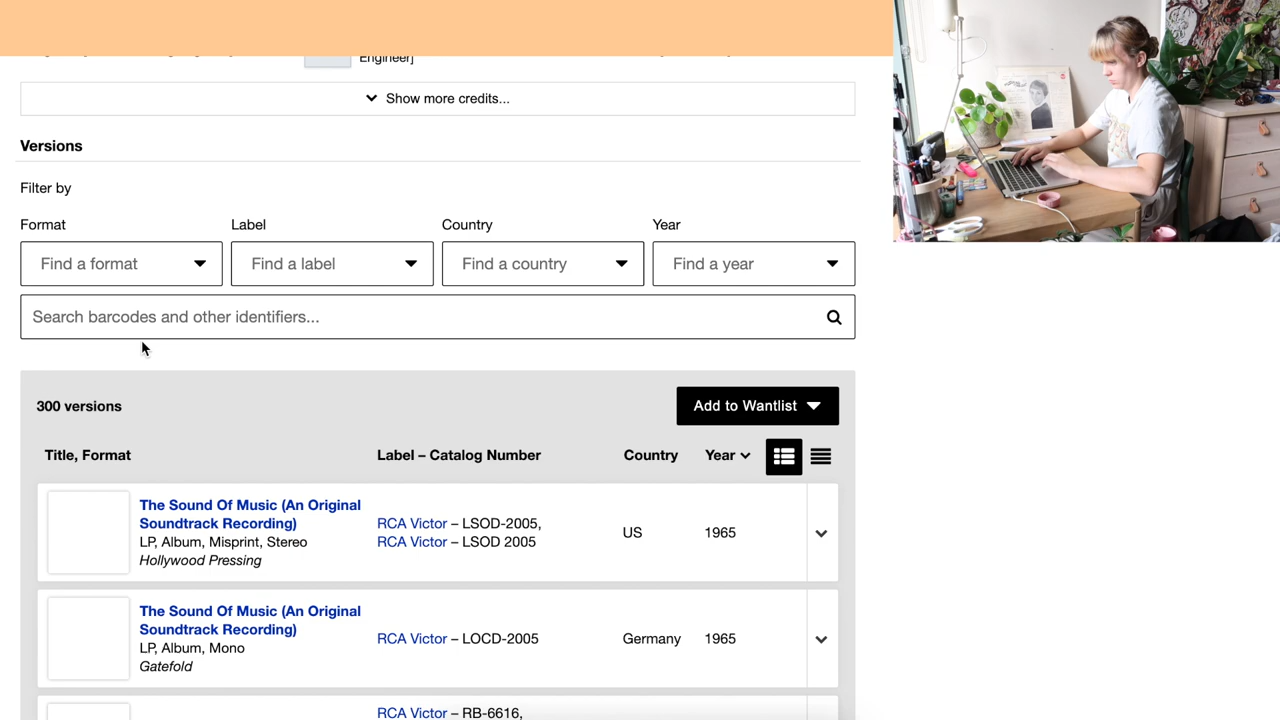 Engineer]
Show more credits...
Versions
Filter by
Format Label Country Year
Find a format Find a label Find a country Find a year
Search barcodes and other identifiers...
300 versions
Add to Wantlist
Title, Format Label – Catalog Number Country Year
The Sound Of Music (An Original
Soundtrack Recording)
LP, Album, Misprint, Stereo
Hollywood Pressing
RCA Victor – LSOD-2005,
RCA Victor – LSOD 2005
US
1965
The Sound Of Music (An Original
Soundtrack Recording)
LP, Album, Mono
Gatefold
RCA Victor – LOCD-2005
Germany
1965
RCA Victor – RB-6616,